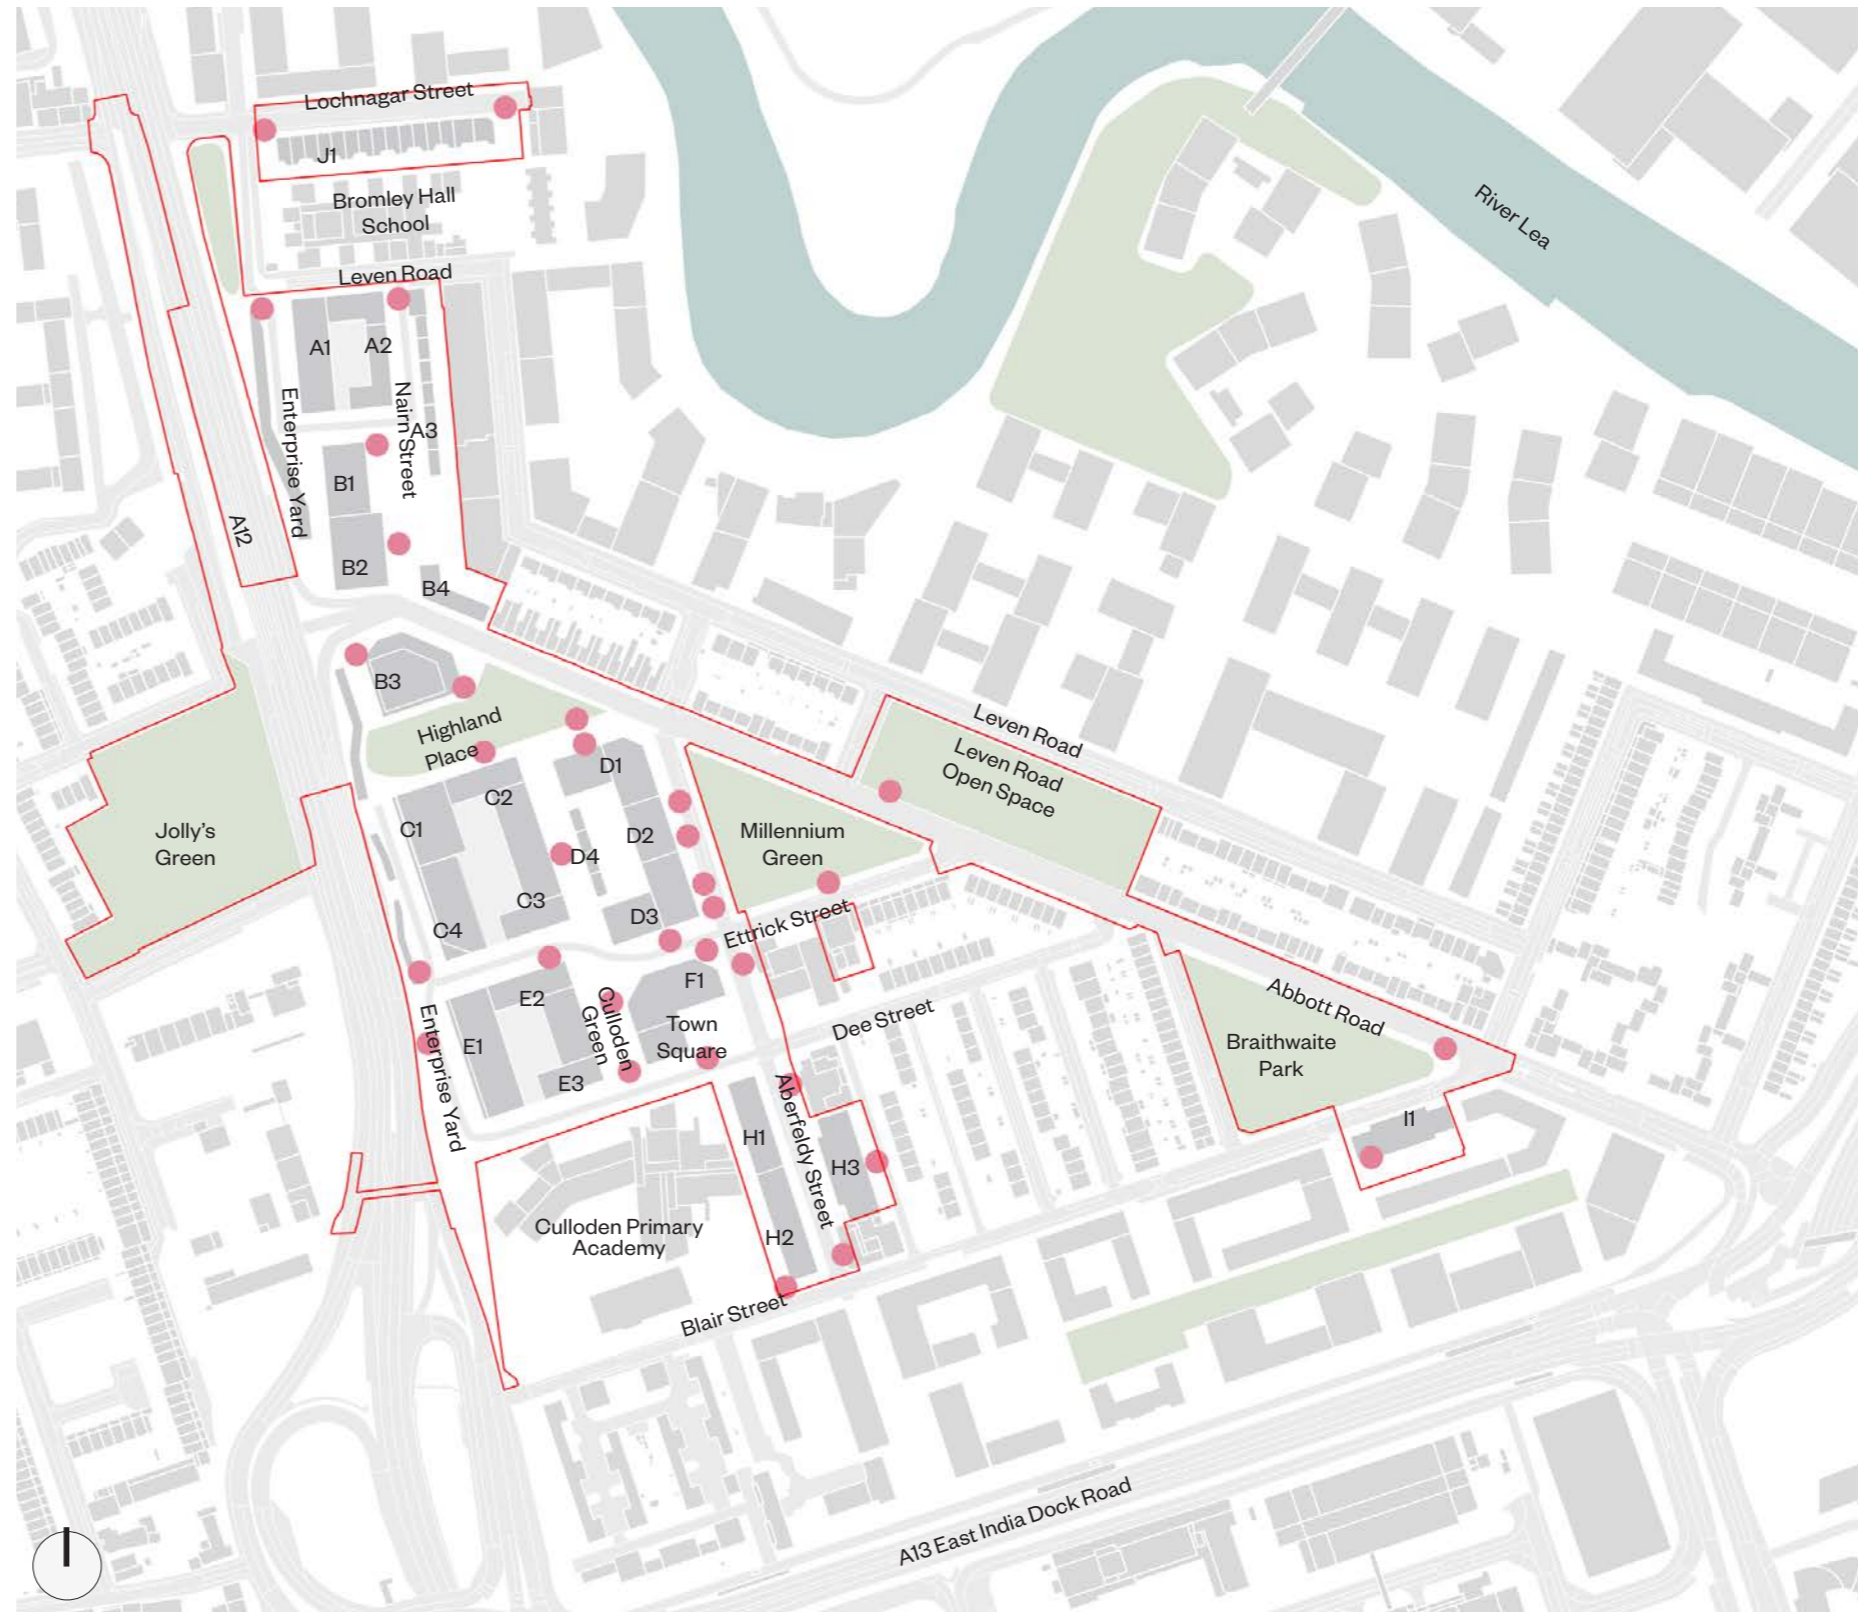 Lochnagar Street
J1
Bromley Hall
School
River Lea
Leven Road
A1
A2
Enterprise Yard
Nairn Street
A3
B1
A12
B2
B4
B3
Highland
Place
Leven Road
Leven Road
Open Space
D1
C2
C1
Jolly's
Green
D2
Millennium
Green
D4
C3
D3
C4
Ettrick Street
F1
E2
Culloden
Green
Town
Square
Dee Street
Abbott Road
Braithwaite
Park
Enterprise Yard
E1
E3
I1
H1
Aberfeldy Street
H3
Culloden Primary
Academy
H2
Blair Street
A13 East India Dock Road